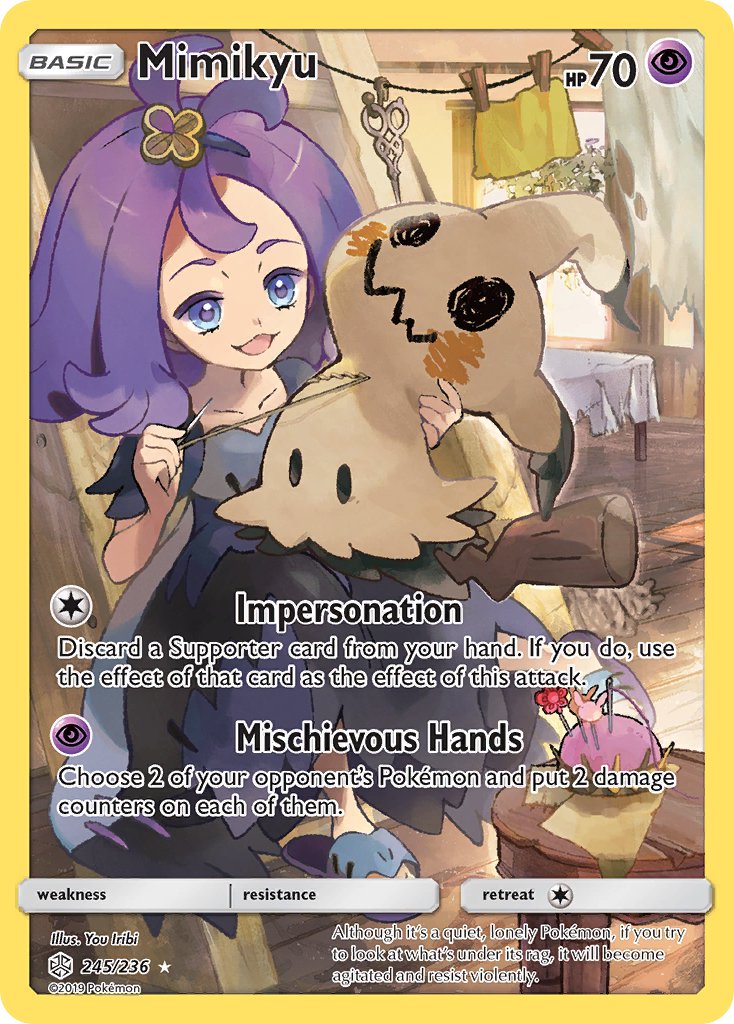 BASIC Mimikyu HP 70
Impersonation
Discard a Supporter card from your hand. If you do, use
the effect of that card as the effect of this attack.
Mischievous Hands
Choose 2 of your opponent's Pokémon and put 2 damage
counters on each of them.
weakness resistance retreat
Illus. You Iribi
245/236
©2019 Pokémon
Although it's a quiet, lonely Pokémon, if you try
to look at what's under its rag, it will become
agitated and resist violently.